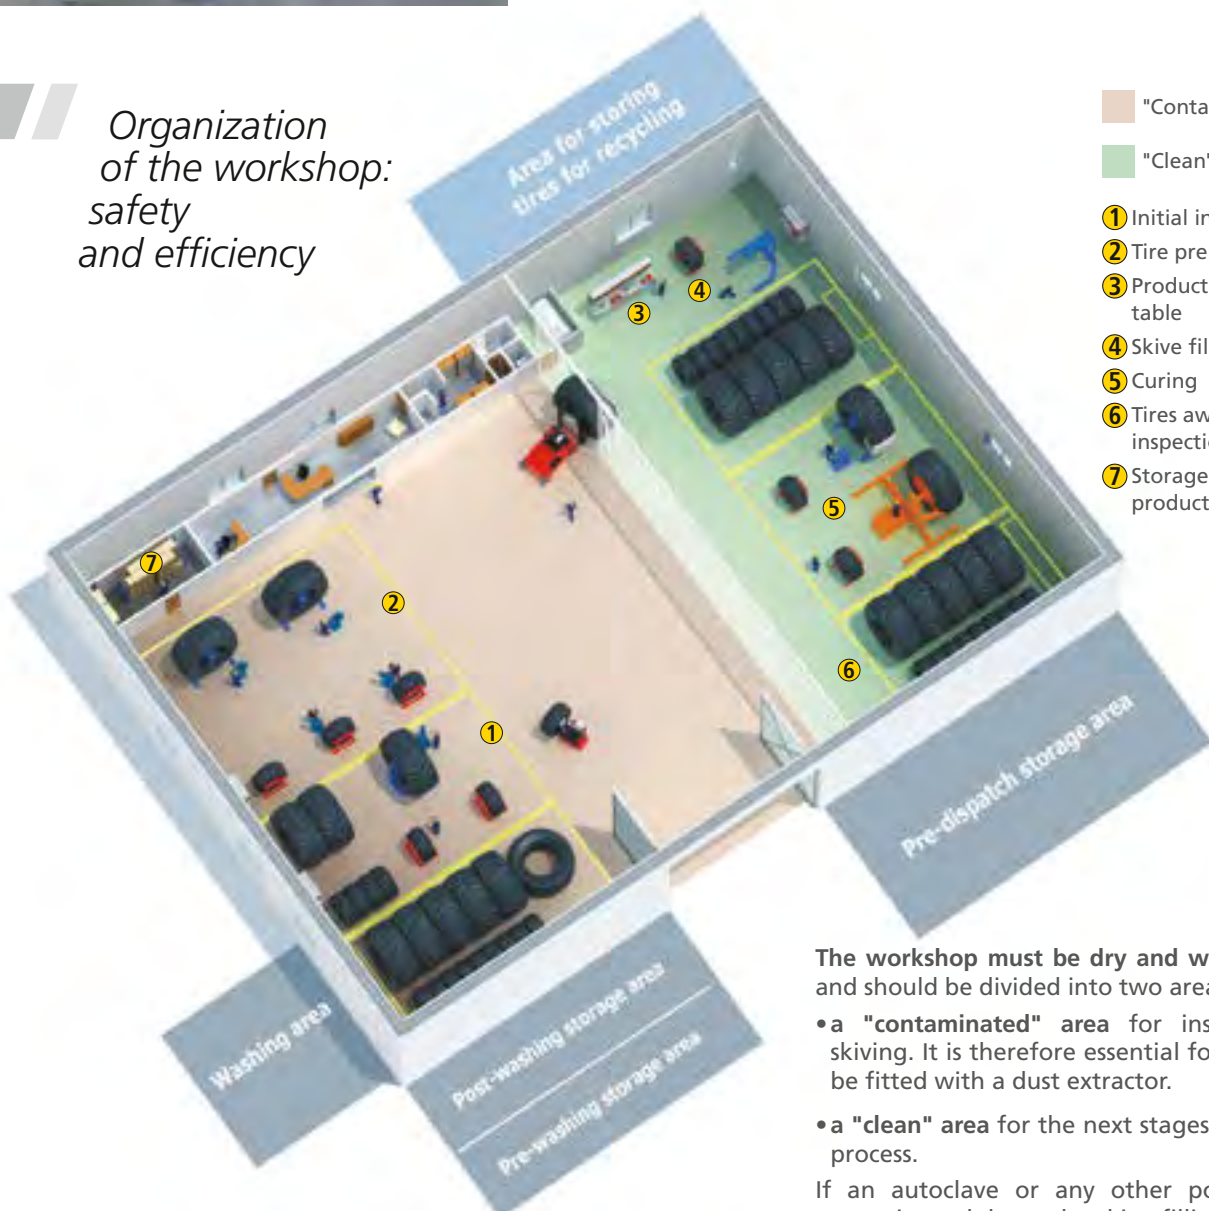 Organization
of the workshop:
safety
and efficiency
Area for storing
tires for recycling
"Conta
"Clean"
1 Initial in
2 Tire pre
3 Product
table
4 Skive fil
5 Curing
6 Tires aw
inspectio
7 Storage
product
3
4
5
6
7
2
1
Pre-dispatch storage area
Washing area
Post-washing storage area
Pre-washing storage area
The workshop must be dry and w
and should be divided into two area
• a "contaminated" area for ins
skiving. It is therefore essential fo
be fitted with a dust extractor.
• a "clean" area for the next stages
process.
If an autoclave or any other po